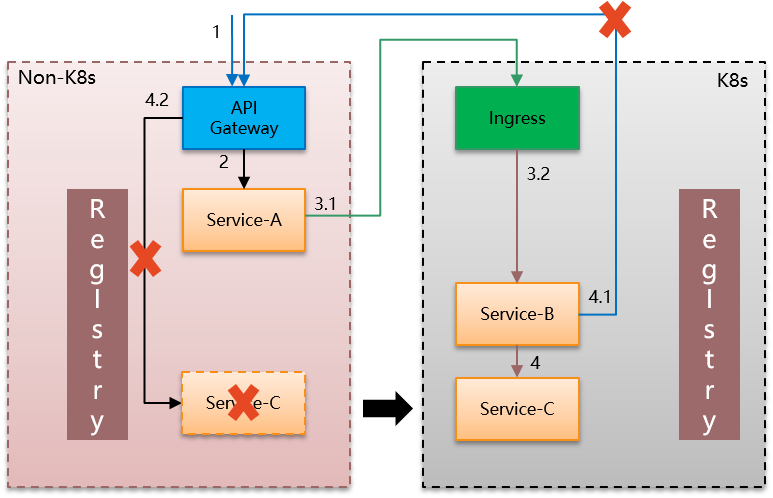 1
Non-K8s
K8s
4.2
API
Gateway
Ingress
2
3.2
Service-A
3.1
R
e
g
I
s
t
r
y
R
e
g
I
s
t
r
y
Service-B
4.1
4
Service-C
Service-C